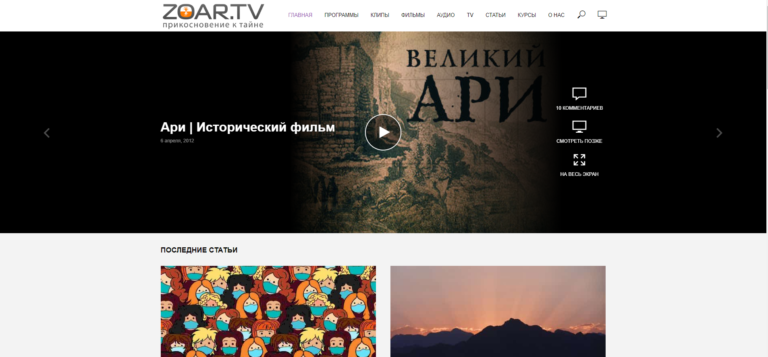 ZOAR.TV
прикосновение к тайне
ГЛАВНАЯ ПРОГРАММЫ КЛИПЫ ФИЛЬМЫ АУДИО TV СТАТЬИ КУРСЫ О НАС
ВЕЛИКИЙ
АРИ
Ари | Исторический фильм
6 апреля, 2012
10 КОММЕНТАРИЕВ
СМОТРЕТЬ ПОЗЖЕ
НА ВЕСЬ ЭКРАН
ПОСЛЕДНИЕ СТАТЬИ